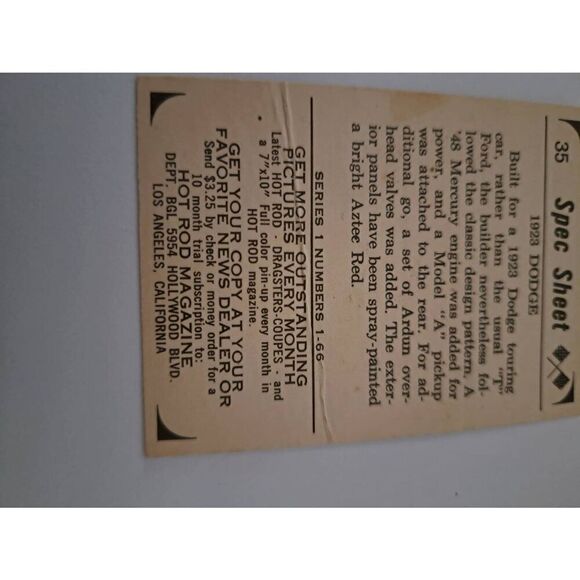 35 Spec Sheet
1923 DODGE
Built for a 1923 Dodge touring
car, rather than the usual "T"
Ford, the builder nevertheless fol-
lowed the classic design pattern. A
'48 Mercury engine was added for
power, and a Model "A" pickup
was attached to the rear. For ad-
ditional go, a set of Ardun over-
head valves was added. The exter-
ior panels have been spray-painted
a bright Aztec Red.
SERIES 1 NUMBERS 1-66
GET MORE OUTSTANDING
PICTURES EVERY MONTH
Latest HOT ROD - DRAGSTERS-COUPES - and
a 7"x10" Full color pin-up every month in
HOT ROD magazine.
GET YOUR COPY AT YOUR
FAVORITE NEWSDEALER OR
Send $3.25 by check or money order for a
10 month trial subscription to:
HOT ROD MAGAZINE
DEPT. BGL 5954 HOLLYWOOD BLVD.
LOS ANGELES, CALIFORNIA